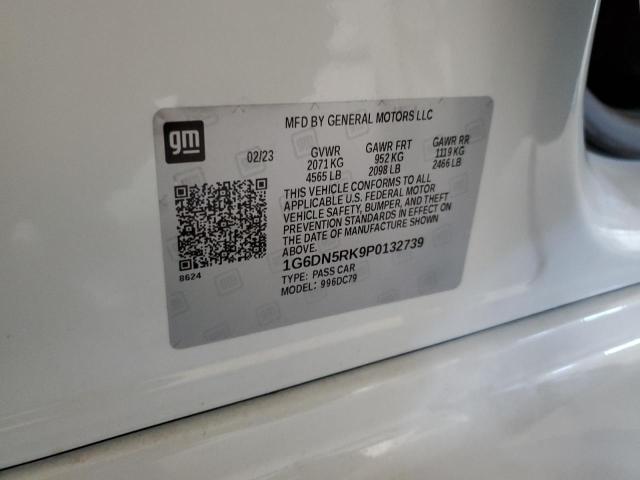 MFD BY GENERAL MOTORS LLC
gm
02/23 GVWR GAWR FRT GAWR RR
2071 KG 952 KG 1119 KG
4565 LB 2098 LB 2466 LB
THIS VEHICLE CONFORMS TO ALL
APPLICABLE U.S. FEDERAL MOTOR
VEHICLE SAFETY, BUMPER, AND THEFT
PREVENTION STANDARDS IN EFFECT ON
THE DATE OF MANUFACTURE SHOWN
ABOVE.
1G6DN5RK9P0132739
TYPE: PASS CAR
MODEL: 996DC79
8624